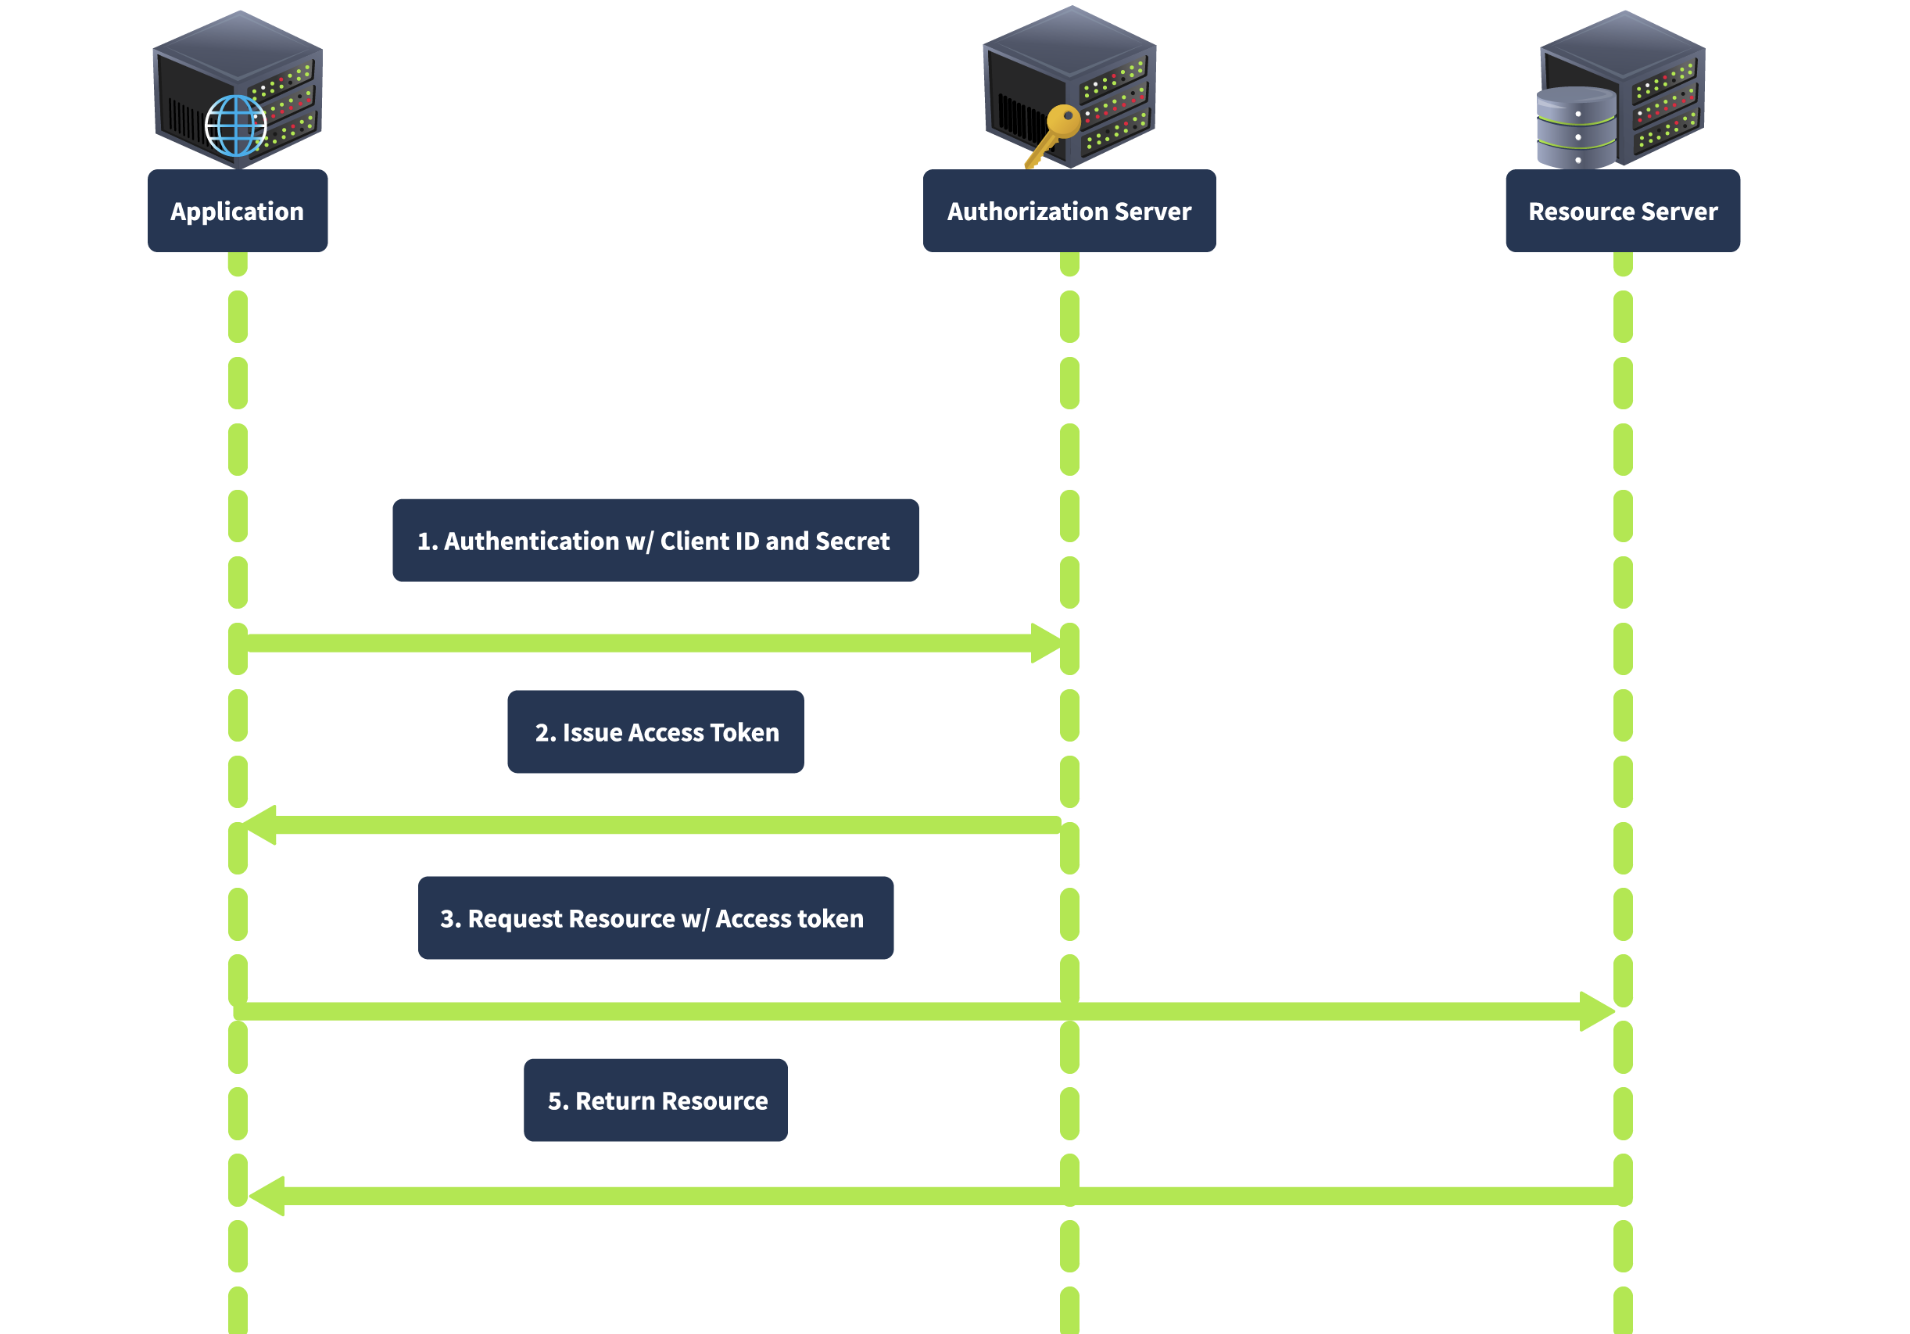 Application
Authorization Server
Resource Server
1. Authentication w/ Client ID and Secret
2. Issue Access Token
3. Request Resource w/ Access token
5. Return Resource